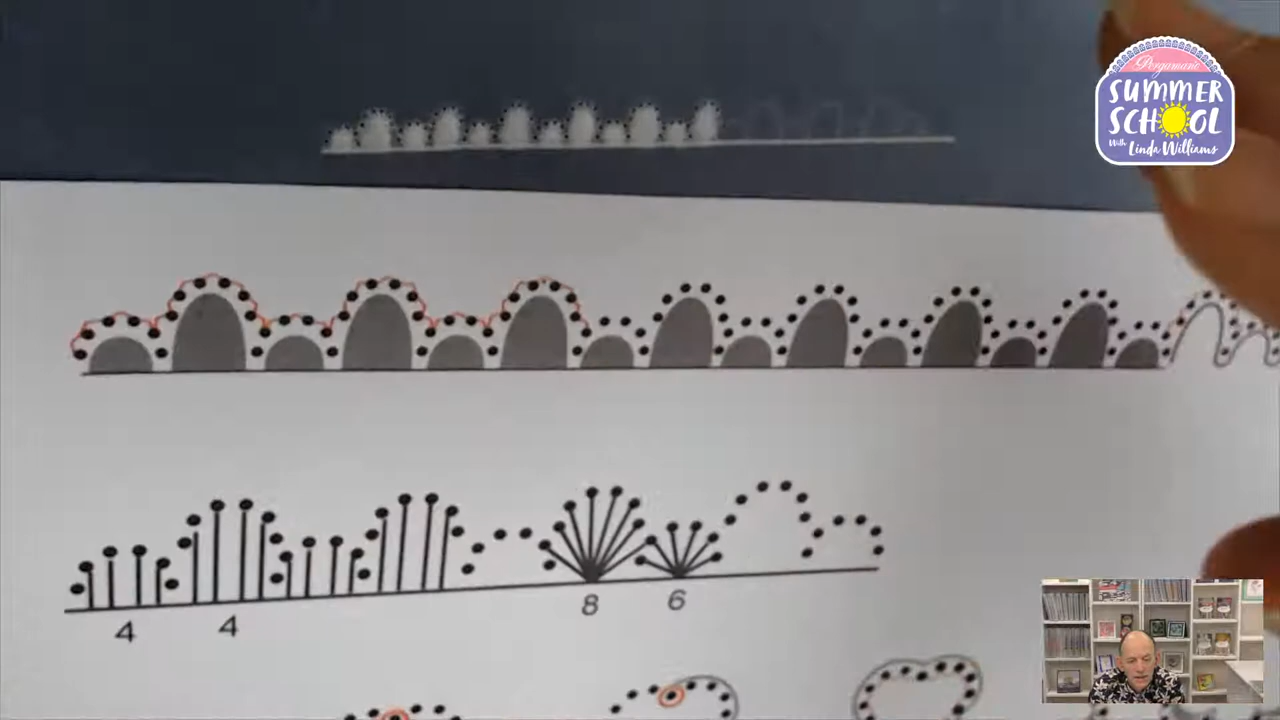 Pergamano
SUMMER
SCHOOL
With Linda Williams
4
4
8
6